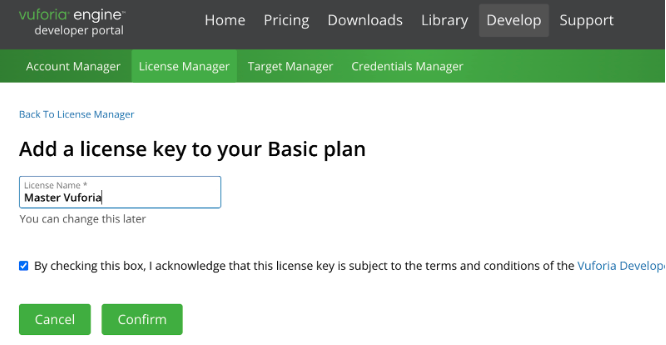 vuforia engine
developer portal
Home Pricing Downloads Library Develop Support
Account Manager License Manager Target Manager Credentials Manager
Back To License Manager
Add a license key to your Basic plan
License Name *
Master Vuforia
You can change this later
By checking this box, I acknowledge that this license key is subject to the terms and conditions of the Vuforia Develop
Cancel Confirm